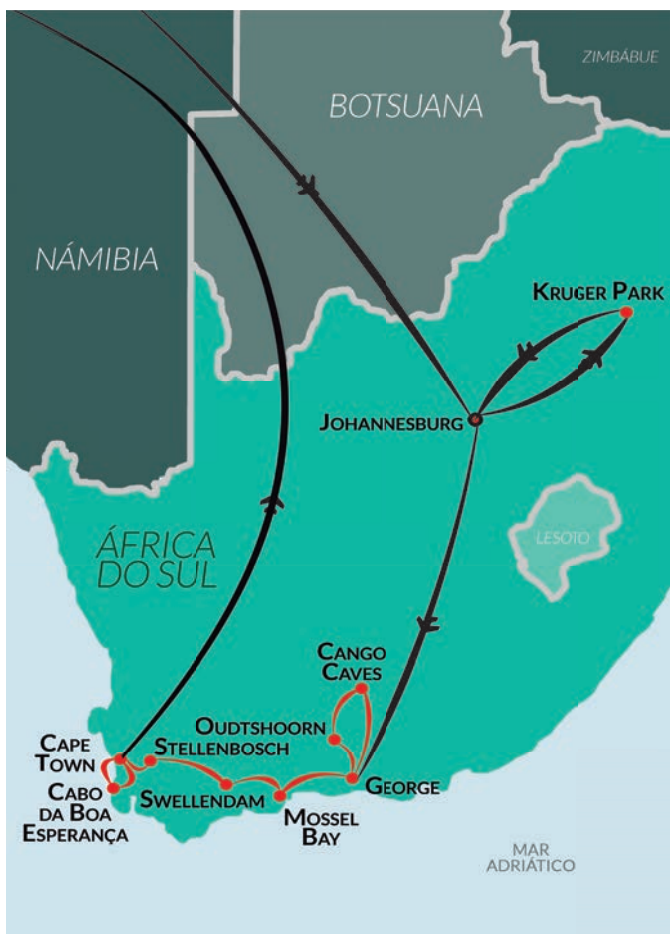 ZIMBÁBUE
BOTSUANA
NÁMIBIA
KRUGER PARK
JOHANNESBURG
ÁFRICA
DO SUL
LESOTO
CANGO
CAVES
OUDTSHOORN
CAPE
TOWN
STELLENBOSCH
GEORGE
CABO
DA BOA
ESPERANÇA
SWELLENDAM
MOSSEL
BAY
MAR
ADRIÁTICO